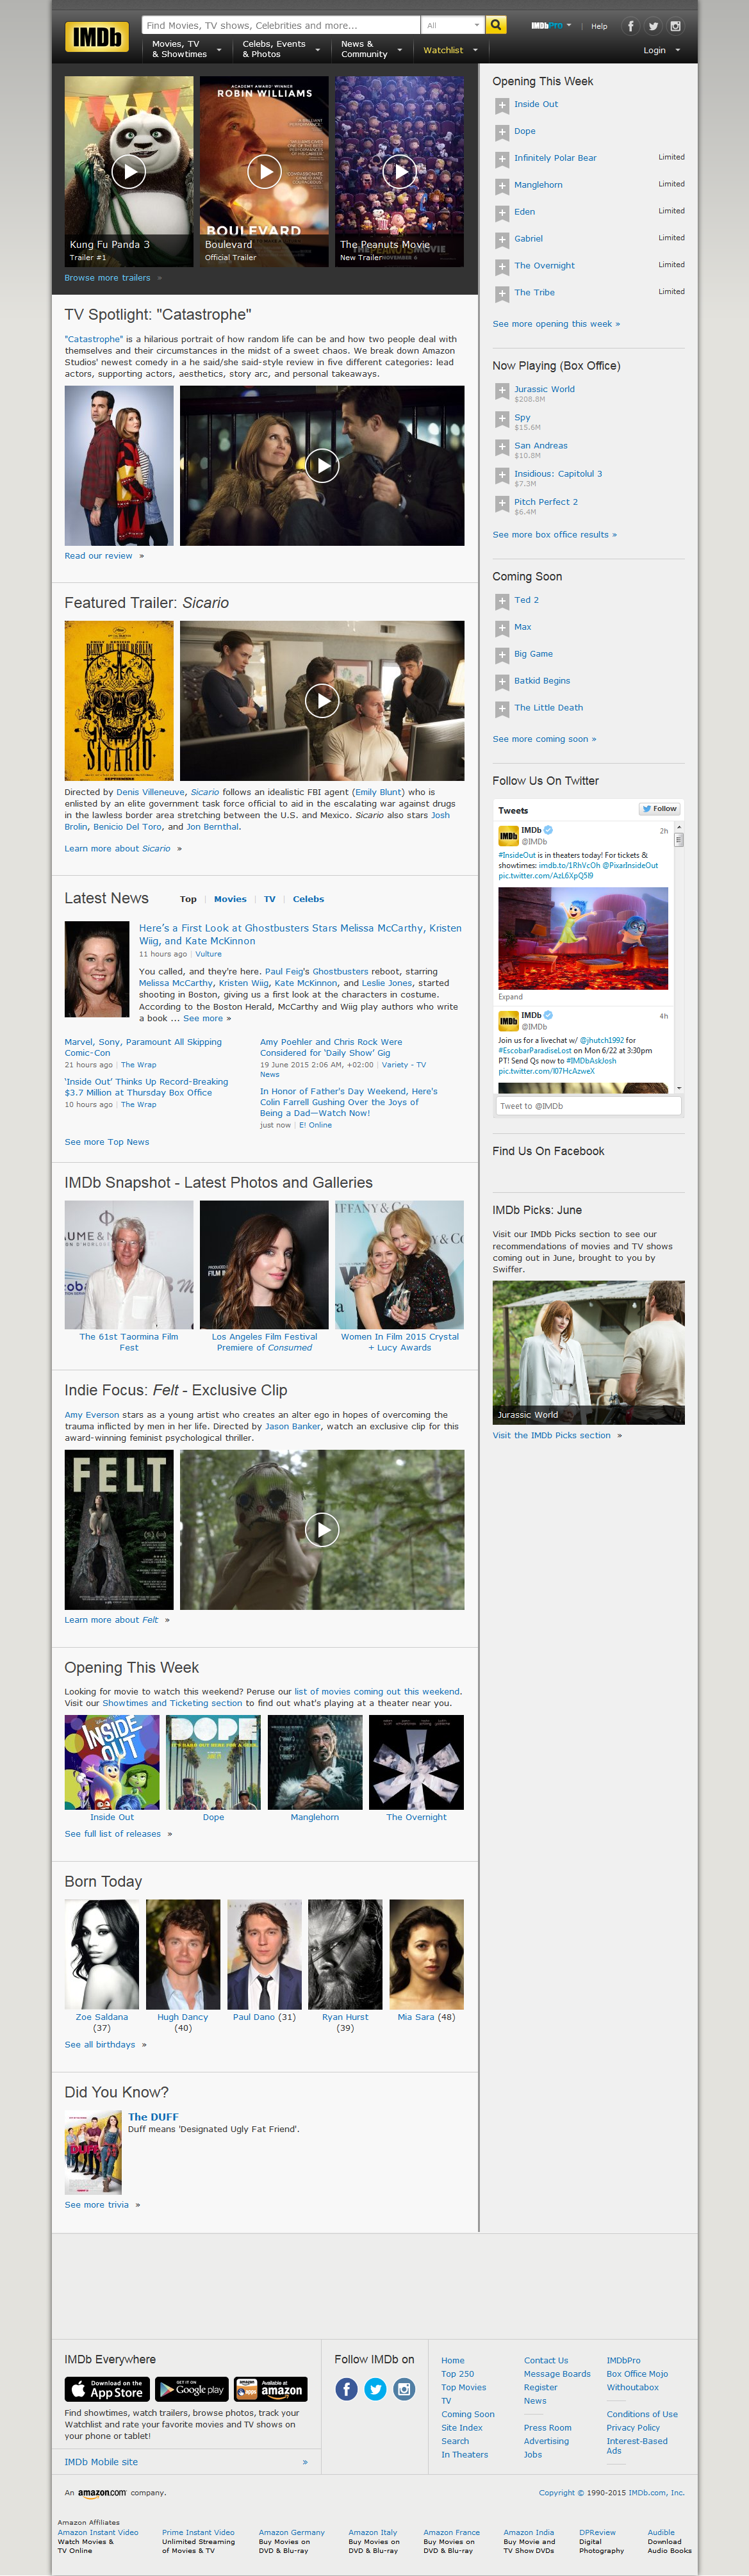 IMDb
Find Movies, TV shows, Celebrities and more...
All
IMDbPro
Help
Movies, TV
& Showtimes
Celebs, Events
& Photos
News &
Community
Watchlist
Login
ACADEMY AWARD WINNER
ROBIN WILLIAMS
BOULEVARD
Kung Fu Panda 3
Trailer #1
Boulevard
Official Trailer
The Peanuts Movie
New Trailer
Browse more trailers »
TV Spotlight: "Catastrophe"
"Catastrophe" is a hilarious portrait of how random life can be and how two people deal with
themselves and their circumstances in the midst of a sweet chaos. We break down Amazon
Studios' newest comedy in a he said/she said-style review in five different categories: lead
actors, supporting actors, aesthetics, story arc, and personal takeaways.
Read our review »
Featured Trailer: Sicario
SICARIO
Directed by Denis Villeneuve, Sicario follows an idealistic FBI agent (Emily Blunt) who is
enlisted by an elite government task force official to aid in the escalating war against drugs
in the lawless border area stretching between the U.S. and Mexico. Sicario also stars Josh
Brolin, Benicio Del Toro, and Jon Bernthal.
Learn more about Sicario »
Latest News
Top | Movies | TV | Celebs
Here's a First Look at Ghostbusters Stars Melissa McCarthy, Kristen
Wiig, and Kate McKinnon
11 hours ago | Vulture
You called, and they're here. Paul Feig's Ghostbusters reboot, starring
Melissa McCarthy, Kristen Wiig, Kate McKinnon, and Leslie Jones, started
shooting in Boston, giving us a first look at the characters in costume.
According to the Boston Herald, McCarthy and Wiig play authors who write
a book ... See more »
Marvel, Sony, Paramount All Skipping
Comic-Con
21 hours ago | The Wrap
'Inside Out' Thinks Up Record-Breaking
$3.7 Million at Thursday Box Office
10 hours ago | The Wrap
Amy Poehler and Chris Rock Were
Considered for 'Daily Show' Gig
19 June 2015 2:06 AM, +02:00 | Variety - TV
News
In Honor of Father's Day Weekend, Here's
Colin Farrell Gushing Over the Joys of
Being a Dad—Watch Now!
just now | E! Online
See more Top News
IMDb Snapshot - Latest Photos and Galleries
The 61st Taormina Film
Fest
Los Angeles Film Festival
Premiere of Consumed
Women In Film 2015 Crystal
+ Lucy Awards
Indie Focus: Felt - Exclusive Clip
Amy Everson stars as a young artist who creates an alter ego in hopes of overcoming the
trauma inflicted by men in her life. Directed by Jason Banker, watch an exclusive clip for this
award-winning feminist psychological thriller.
FELT
Learn more about Felt »
Opening This Week
Looking for movie to watch this weekend? Peruse our list of movies coming out this weekend.
Visit our Showtimes and Ticketing section to find out what's playing at a theater near you.
INSIDE OUT
DOPE
Inside Out
Dope
Manglehorn
The Overnight
See full list of releases »
Born Today
Zoe Saldana
(37)
Hugh Dancy
(40)
Paul Dano (31)
Ryan Hurst
(39)
Mia Sara (48)
See all birthdays »
Did You Know?
The DUFF
Duff means 'Designated Ugly Fat Friend'.
See more trivia »
Opening This Week
Inside Out
Dope
Infinitely Polar Bear Limited
Manglehorn Limited
Eden Limited
Gabriel Limited
The Overnight Limited
The Tribe Limited
See more opening this week »
Now Playing (Box Office)
Jurassic World
$208.8M
Spy
$15.6M
San Andreas
$10.8M
Insidious: Capitolul 3
$7.3M
Pitch Perfect 2
$6.4M
See more box office results »
Coming Soon
Ted 2
Max
Big Game
Batkid Begins
The Little Death
See more coming soon »
Follow Us On Twitter
Tweets
Follow
IMDb 2h
@IMDb
#InsideOut is in theaters today! For tickets &
showtimes: imdb.to/1RhVcOh @PixarInsideOut
pic.twitter.com/AzL6XpQ5I9
Expand
IMDb 4h
@IMDb
Join us for a livechat w/ @jhutch1992 for
#EscobarParadiseLost on Mon 6/22 at 3:30pm
PT! Send Qs now to #IMDbAskJosh
pic.twitter.com/I07HcAzweX
Tweet to @IMDb
Find Us On Facebook
IMDb Picks: June
Visit our IMDb Picks section to see our
recommendations of movies and TV shows
coming out in June, brought to you by
Swiffer.
Jurassic World
Visit the IMDb Picks section »
IMDb Everywhere
Download on the
App Store
GET IT ON
Google play
Available at
amazon
Find showtimes, watch trailers, browse photos, track your
Watchlist and rate your favorite movies and TV shows on
your phone or tablet!
IMDb Mobile site »
Follow IMDb on
Home
Top 250
Top Movies
TV
Coming Soon
Site Index
Search
In Theaters
Contact Us
Message Boards
Register
News
Press Room
Advertising
Jobs
IMDbPro
Box Office Mojo
Withoutabox
Conditions of Use
Privacy Policy
Interest-Based
Ads
An amazon.com company.
Copyright © 1990-2015 IMDb.com, Inc.
Amazon Affiliates
Amazon Instant Video
Watch Movies &
TV Online
Prime Instant Video
Unlimited Streaming
of Movies & TV
Amazon Germany
Buy Movies on
DVD & Blu-ray
Amazon Italy
Buy Movies on
DVD & Blu-ray
Amazon France
Buy Movies on
DVD & Blu-ray
Amazon India
Buy Movie and
TV Show DVDs
DPReview
Digital
Photography
Audible
Download
Audio Books